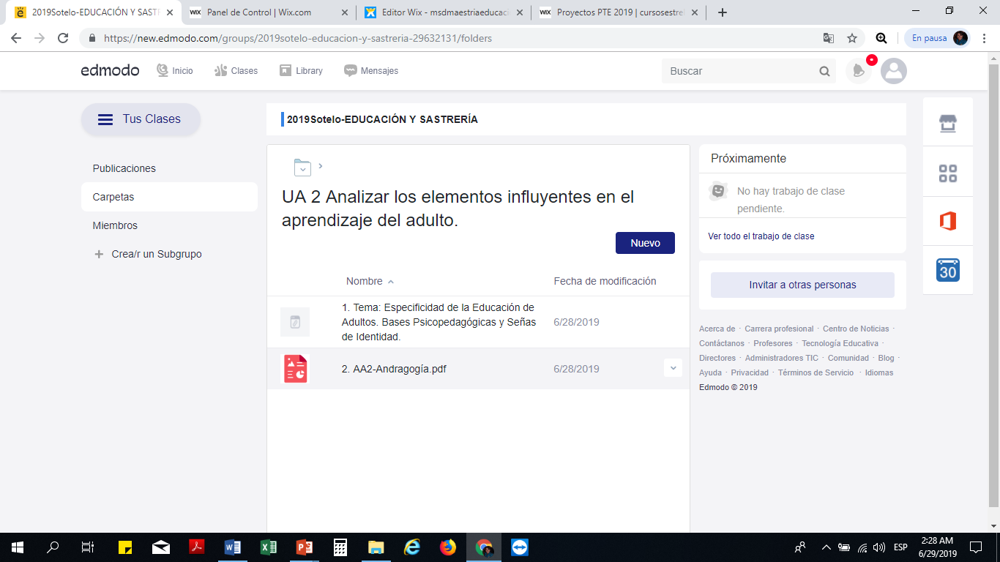 2019Sotelo-EDUCACIÓN Y SASTR
Panel de Control | Wix.com
Editor Wix - msdmaestriaeducaci
Proyectos PTE 2019 | cursosestrel
https://new.edmodo.com/groups/2019sotelo-educacion-y-sastreria-29632131/folders
En pausa
edmodo
Inicio
Clases
Library
Mensajes
Buscar
Tus Clases
Publicaciones
Carpetas
Miembros
Crea/r un Subgrupo
2019Sotelo-EDUCACIÓN Y SASTRERÍA
UA 2 Analizar los elementos influyentes en el
aprendizaje del adulto.
Nuevo
Nombre
Fecha de modificación
1. Tema: Especificidad de la Educación de
Adultos. Bases Psicopedagógicas y Señas
de Identidad.
6/28/2019
2. AA2-Andragogía.pdf
6/28/2019
Próximamente
No hay trabajo de clase
pendiente.
Ver todo el trabajo de clase
Invitar a otras personas
Acerca de · Carrera profesional · Centro de Noticias ·
Contáctanos · Profesores · Tecnología Educativa ·
Directores · Administradores TIC · Comunidad · Blog ·
Ayuda · Privacidad · Términos de Servicio · Idiomas
Edmodo © 2019
30
ESP
2:28 AM
6/29/2019